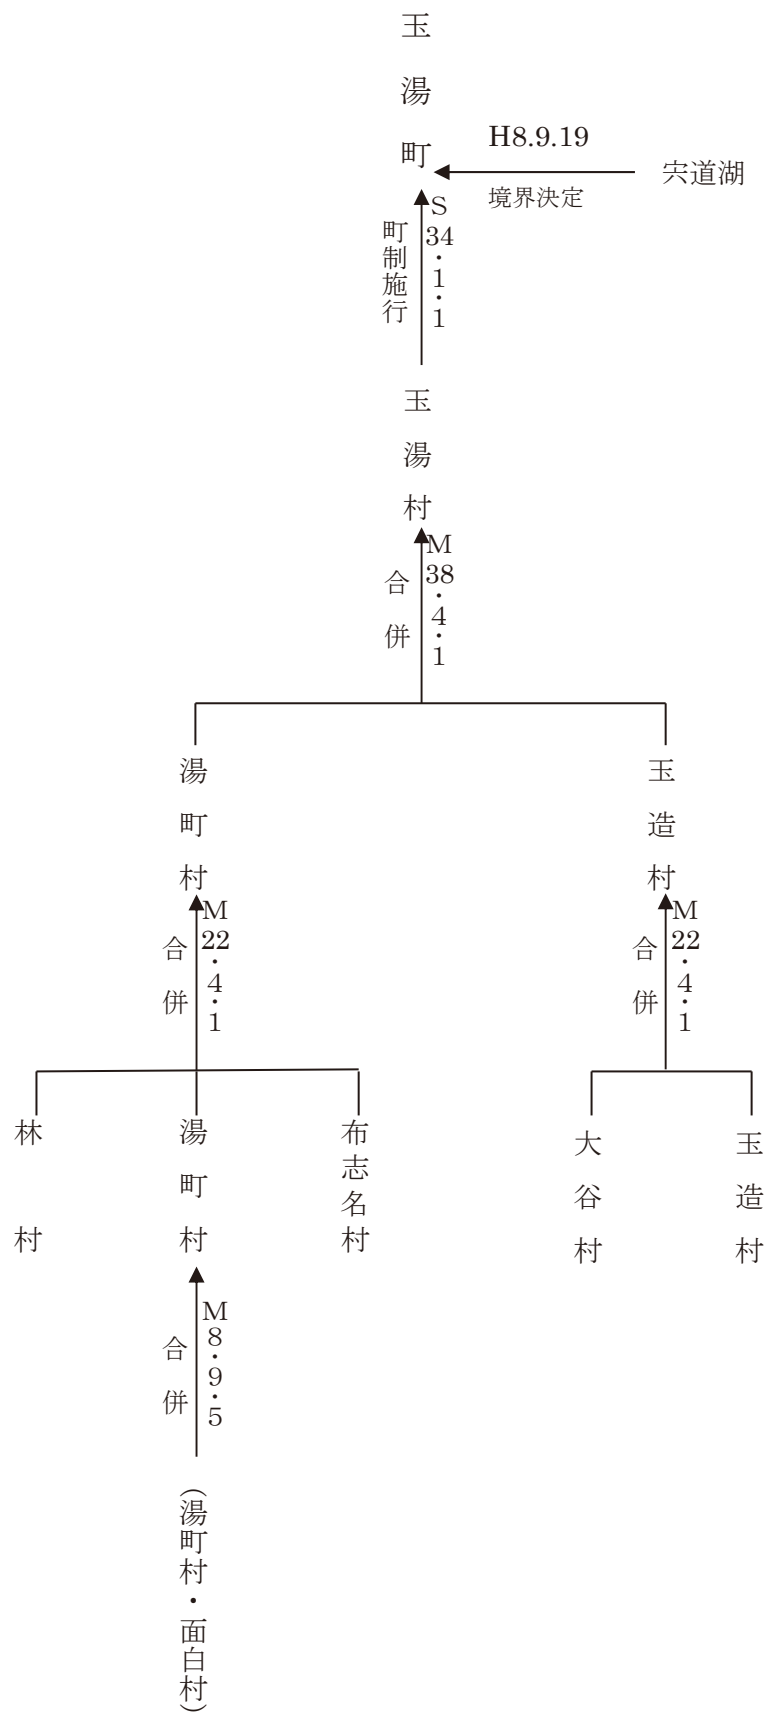 玉湯町
H8.9.19
境界決定
宍道湖
S34・1・1
町制施行
玉湯村
M38・4・1
合併
湯町村
玉造村
M22・4・1
合併
M22・4・1
合併
林村
湯町村
布志名村
大谷村
玉造村
M8・9・5
合併
(湯町村・面白村)